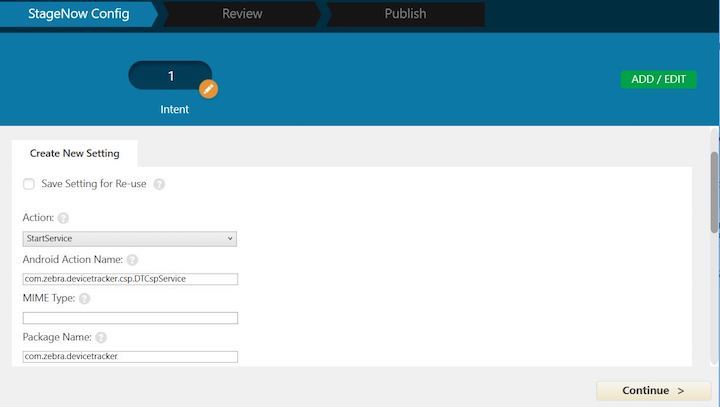 StageNow Config Review Publish
1
Intent
ADD / EDIT
Create New Setting
Save Setting for Re-use ?
Action: ?
StartService
Android Action Name: ?
com.zebra.devicetracker.csp.DTCspService
MIME Type: ?
Package Name: ?
com.zebra.devicetracker
Continue >